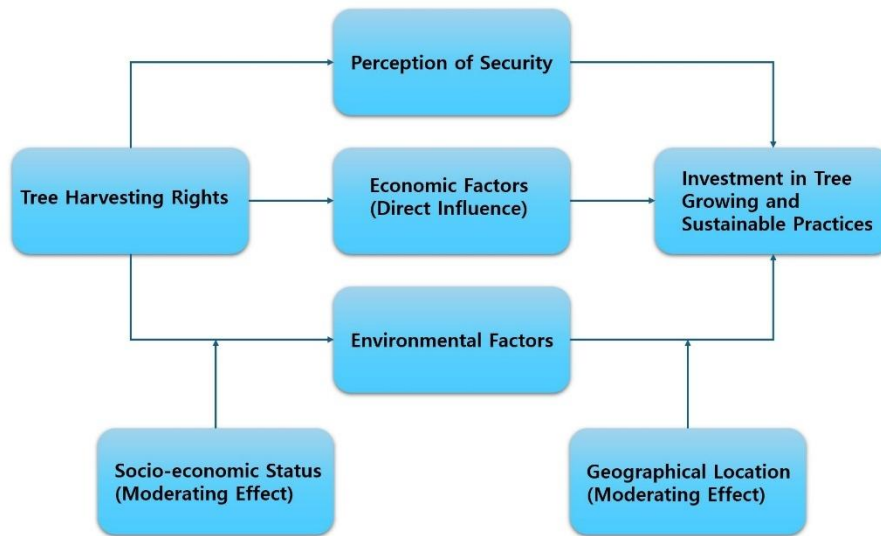 Perception of Security
Tree Harvesting Rights
Economic Factors
(Direct Influence)
Investment in Tree
Growing and
Sustainable Practices
Environmental Factors
Socio-economic Status
(Moderating Effect)
Geographical Location
(Moderating Effect)